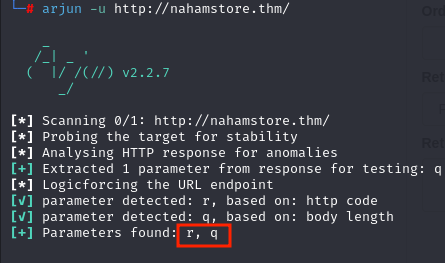 └─# arjun -u http://nahamstore.thm/
    _
   /_| _ '
  (  |/ /(//) v2.2.7
      _/
[*] Scanning 0/1: http://nahamstore.thm/
[*] Probing the target for stability
[*] Analysing HTTP response for anomalies
[+] Extracted 1 parameter from response for testing: q
[*] Logicforcing the URL endpoint
[√] parameter detected: r, based on: http code
[√] parameter detected: q, based on: body length
[+] Parameters found: r, q